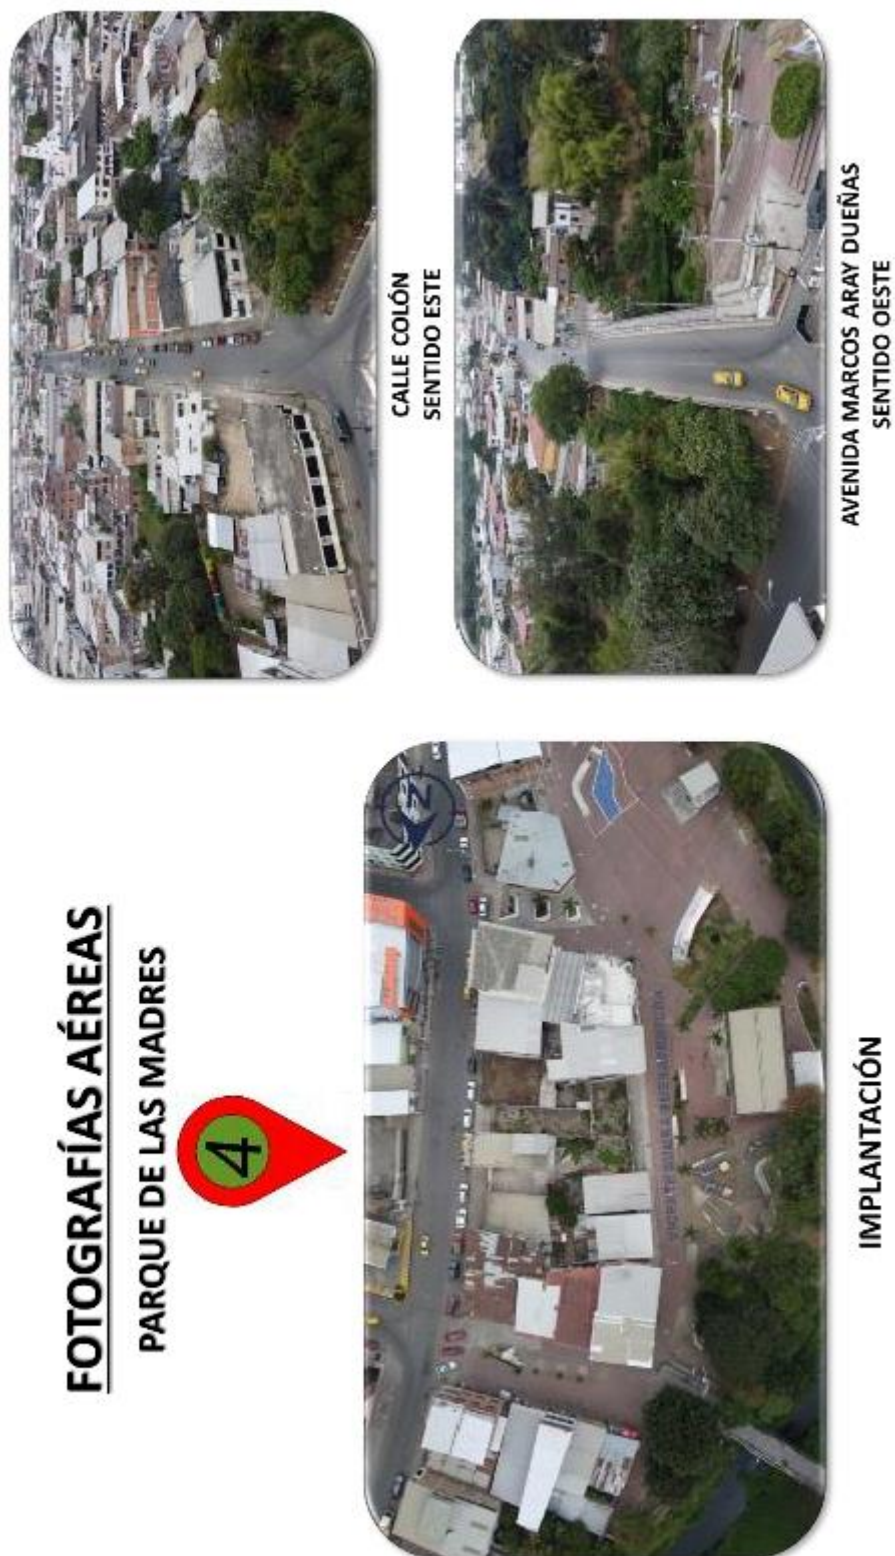 FOTOGRAFÍAS AÉREAS
PARQUE DE LAS MADRES
4
IMPLANTACIÓN
N
CALLE COLÓN
SENTIDO ESTE
AVENIDA MARCOS ARAY DUEÑAS
SENTIDO OESTE